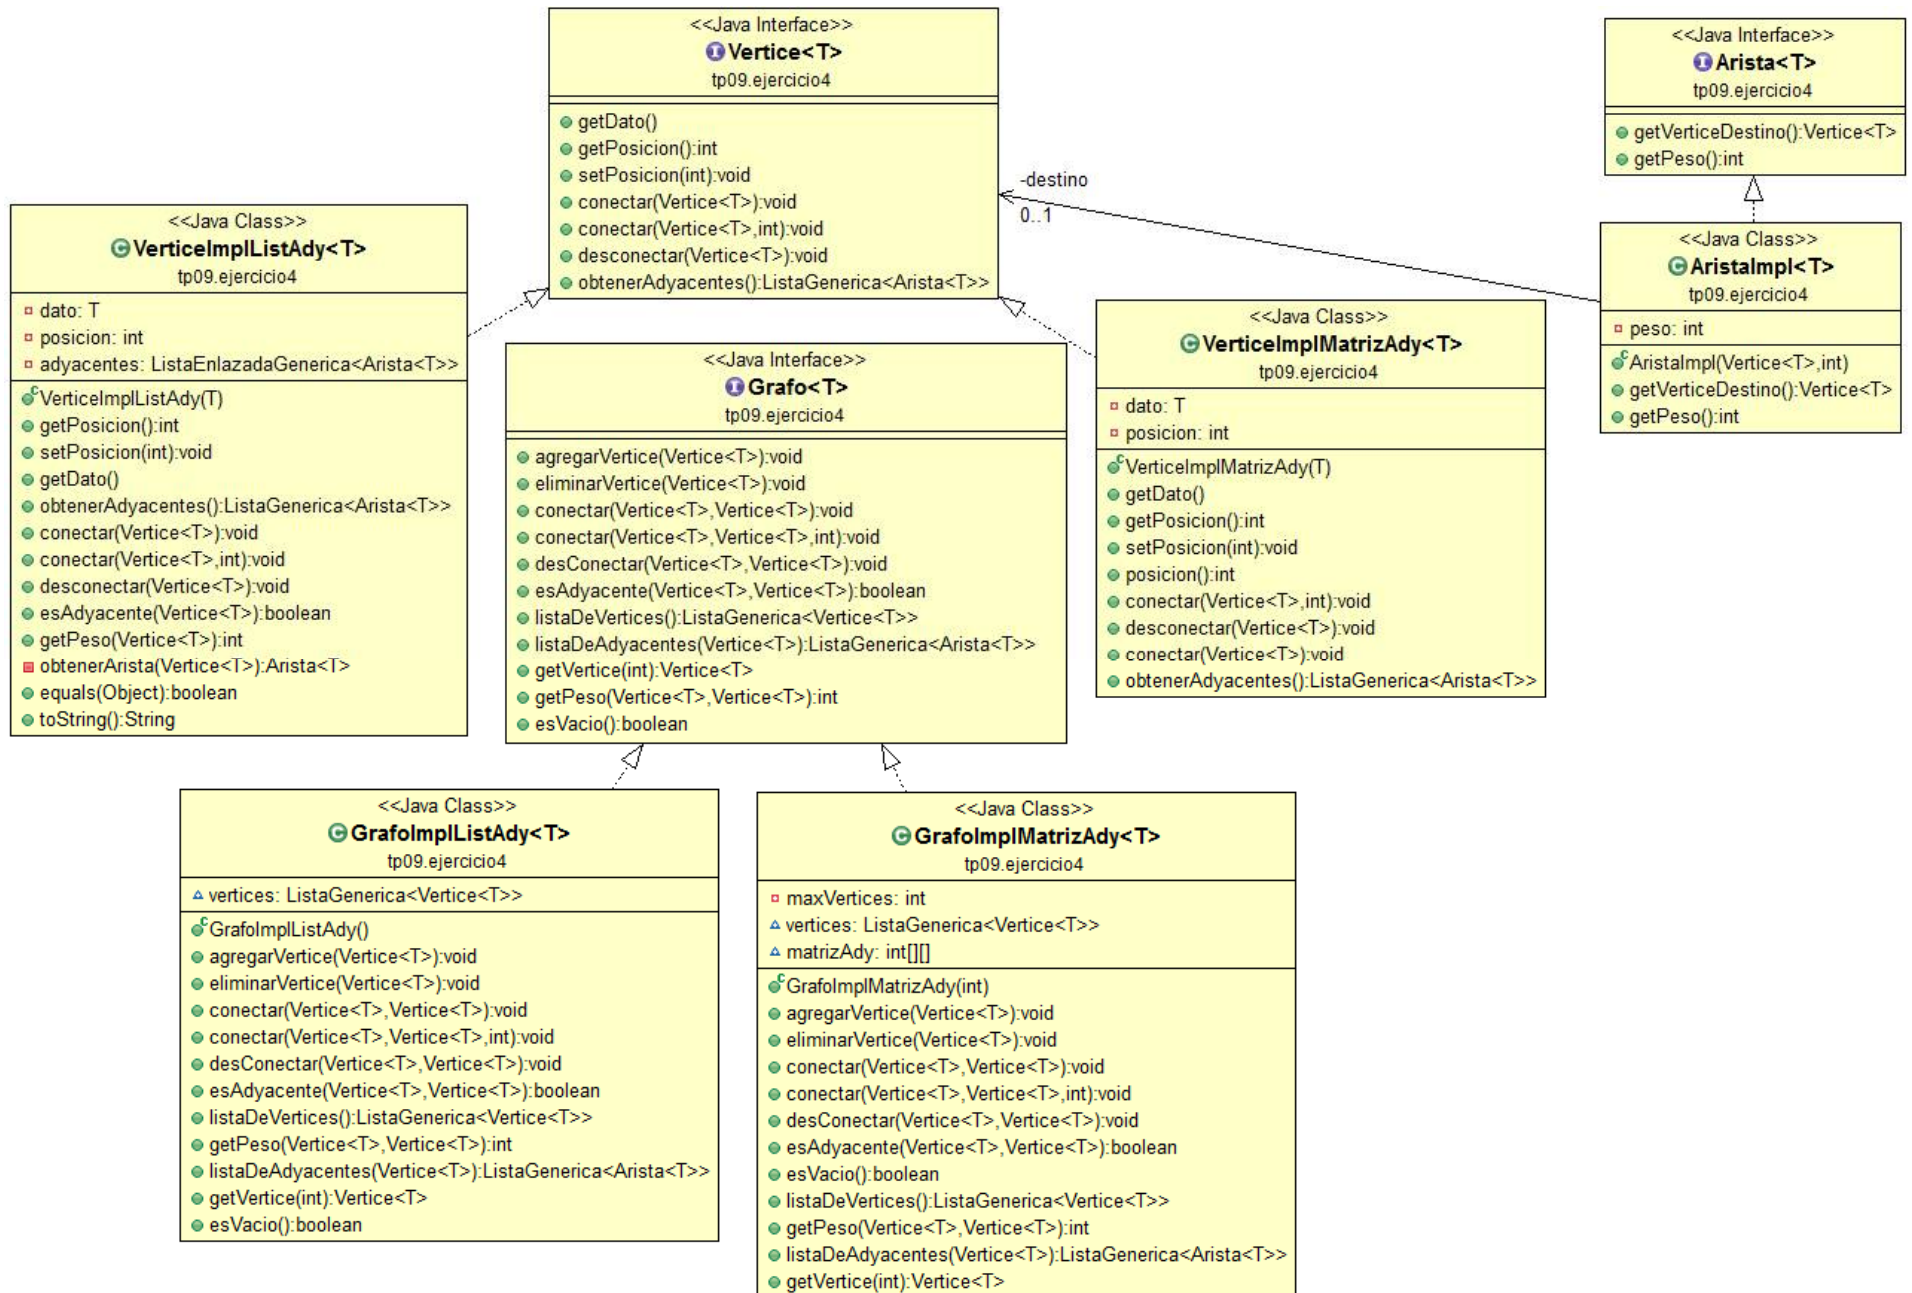 <<Java Interface>>
Vertice<T>
tp09.ejercicio4
getDato()
getPosicion():int
setPosicion(int):void
conectar(Vertice<T>):void
conectar(Vertice<T>,int):void
desconectar(Vertice<T>):void
obtenerAdyacentes():ListaGenerica<Arista<T>>
<<Java Interface>>
Arista<T>
tp09.ejercicio4
getVerticeDestino():Vertice<T>
getPeso():int
-destino
0..1
<<Java Class>>
VerticeImplListAdy<T>
tp09.ejercicio4
dato: T
posicion: int
adyacentes: ListaEnlazadaGenerica<Arista<T>>
VerticeImplListAdy(T)
getPosicion():int
setPosicion(int):void
getDato()
obtenerAdyacentes():ListaGenerica<Arista<T>>
conectar(Vertice<T>):void
conectar(Vertice<T>,int):void
desconectar(Vertice<T>):void
esAdyacente(Vertice<T>):boolean
getPeso(Vertice<T>):int
obtenerArista(Vertice<T>):Arista<T>
equals(Object):boolean
toString():String
<<Java Interface>>
Grafo<T>
tp09.ejercicio4
agregarVertice(Vertice<T>):void
eliminarVertice(Vertice<T>):void
conectar(Vertice<T>,Vertice<T>):void
conectar(Vertice<T>,Vertice<T>,int):void
desConectar(Vertice<T>,Vertice<T>):void
esAdyacente(Vertice<T>,Vertice<T>):boolean
listaDeVertices():ListaGenerica<Vertice<T>>
listaDeAdyacentes(Vertice<T>):ListaGenerica<Arista<T>>
getVertice(int):Vertice<T>
getPeso(Vertice<T>,Vertice<T>):int
esVacio():boolean
<<Java Class>>
VerticeImplMatrizAdy<T>
tp09.ejercicio4
dato: T
posicion: int
VerticeImplMatrizAdy(T)
getDato()
getPosicion():int
setPosicion(int):void
posicion():int
conectar(Vertice<T>,int):void
desconectar(Vertice<T>):void
conectar(Vertice<T>):void
obtenerAdyacentes():ListaGenerica<Arista<T>>
<<Java Class>>
AristaImpl<T>
tp09.ejercicio4
peso: int
AristaImpl(Vertice<T>,int)
getVerticeDestino():Vertice<T>
getPeso():int
<<Java Class>>
GrafoImplListAdy<T>
tp09.ejercicio4
vertices: ListaGenerica<Vertice<T>>
GrafoImplListAdy()
agregarVertice(Vertice<T>):void
eliminarVertice(Vertice<T>):void
conectar(Vertice<T>,Vertice<T>):void
conectar(Vertice<T>,Vertice<T>,int):void
desConectar(Vertice<T>,Vertice<T>):void
esAdyacente(Vertice<T>,Vertice<T>):boolean
listaDeVertices():ListaGenerica<Vertice<T>>
getPeso(Vertice<T>,Vertice<T>):int
listaDeAdyacentes(Vertice<T>):ListaGenerica<Arista<T>>
getVertice(int):Vertice<T>
esVacio():boolean
<<Java Class>>
GrafoImplMatrizAdy<T>
tp09.ejercicio4
maxVertices: int
vertices: ListaGenerica<Vertice<T>>
matrizAdy: int[][]
GrafoImplMatrizAdy(int)
agregarVertice(Vertice<T>):void
eliminarVertice(Vertice<T>):void
conectar(Vertice<T>,Vertice<T>):void
conectar(Vertice<T>,Vertice<T>,int):void
desConectar(Vertice<T>,Vertice<T>):void
esAdyacente(Vertice<T>,Vertice<T>):boolean
esVacio():boolean
listaDeVertices():ListaGenerica<Vertice<T>>
getPeso(Vertice<T>,Vertice<T>):int
listaDeAdyacentes(Vertice<T>):ListaGenerica<Arista<T>>
getVertice(int):Vertice<T>